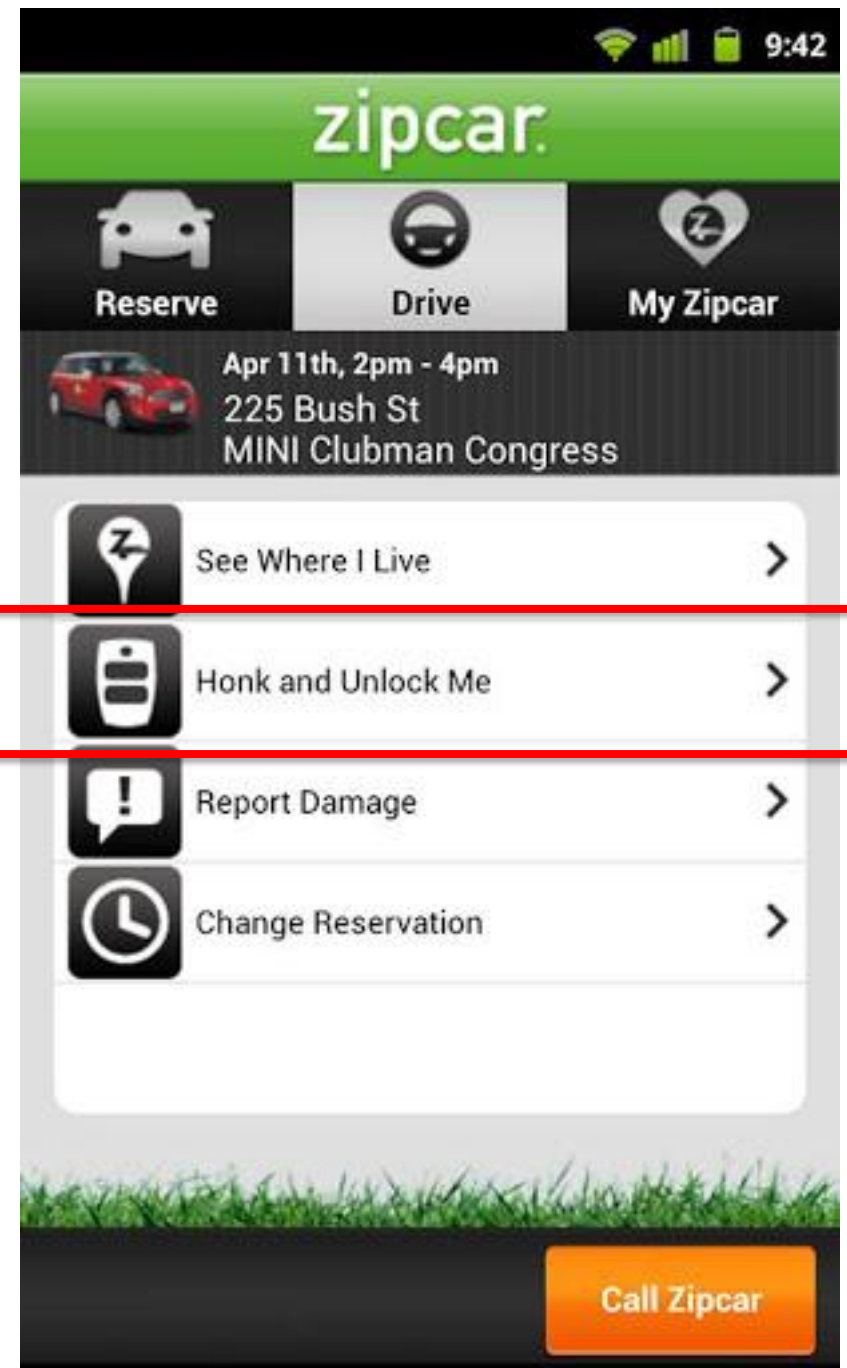 9:42
zipcar.
Reserve
Drive
My Zipcar
Apr 11th, 2pm - 4pm
225 Bush St
MINI Clubman Congress
See Where I Live
Honk and Unlock Me
Report Damage
Change Reservation
Call Zipcar